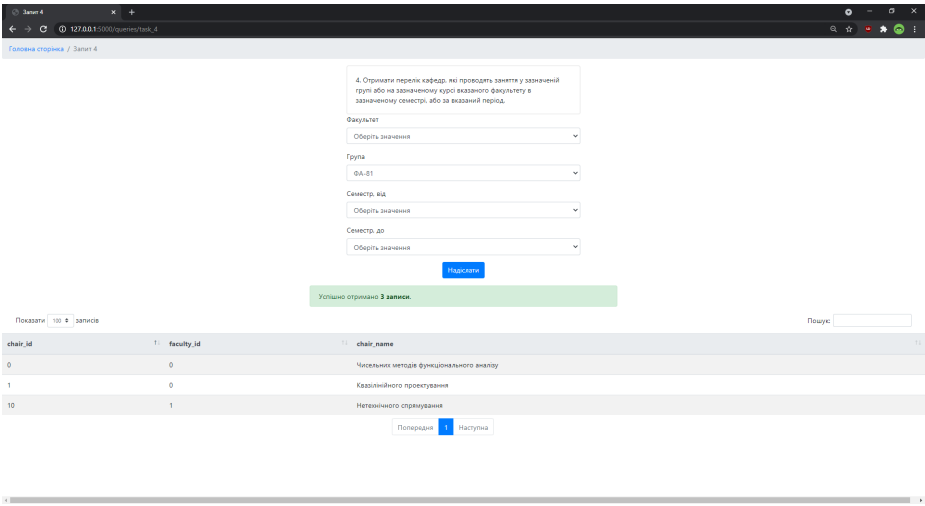 Запит 4
127.0.0.1:5000/queries/task_4
Головна сторінка / Запит 4
4. Отримати перелік кафедр, які проводять заняття у зазначеній
групі або на зазначеному курсі вказаного факультету в
зазначеному семестрі, або за вказаний період.
Факультет
Оберіть значення
Група
ФА-81
Семестр, від
Оберіть значення
Семестр, до
Оберіть значення
Надіслати
Успішно отримано 3 записи.
Показати 100 записів
Пошук:
chair_id faculty_id chair_name
0 0 Чисельних методів функціонального аналізу
1 0 Квазілінійного проектування
10 1 Нетехнічного спрямування
Попередня 1 Наступна